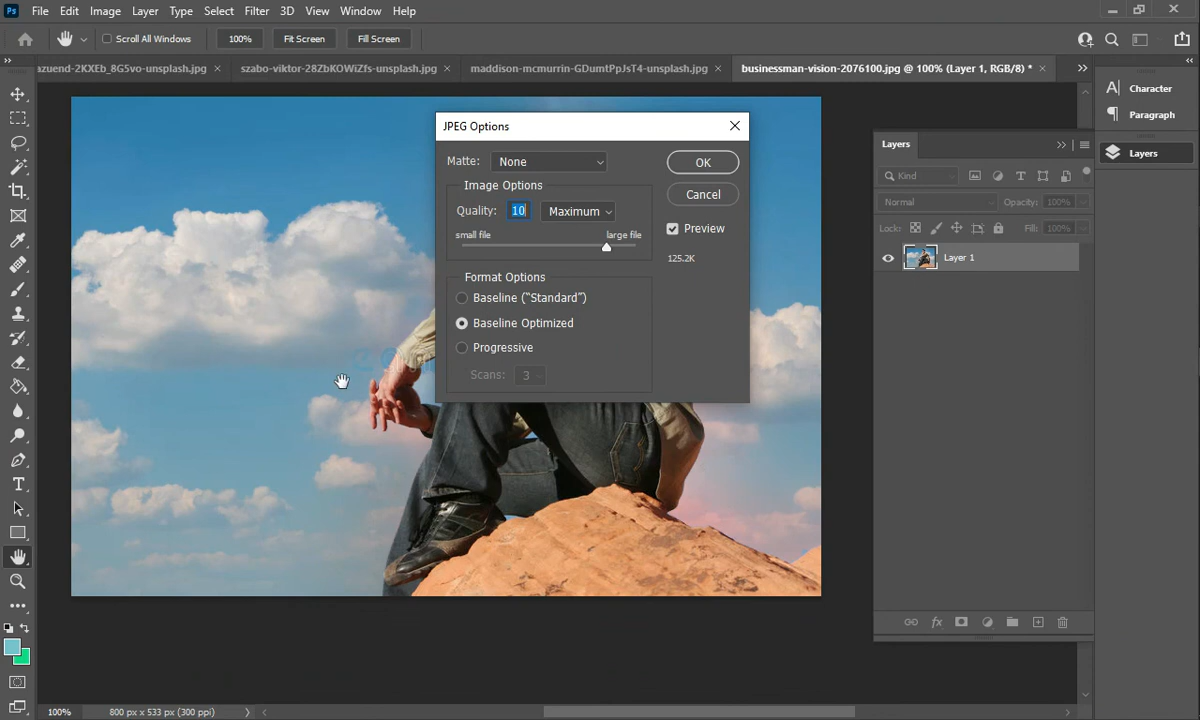 Ps File Edit Image Layer Type Select Filter 3D View Window Help
Scroll All Windows 100% Fit Screen Fill Screen
azuend-2KXEb_8G5vo-unsplash.jpg × szabo-viktor-28ZbKOWiZfs-unsplash.jpg × maddison-mcmurrin-GDumtPpJsT4-unsplash.jpg × businessman-vision-2076100.jpg @ 100% (Layer 1, RGB/8) * ×
Character
Paragraph
Layers
JPEG Options
Matte: None
OK
Image Options
Cancel
Quality: 10 Maximum
Preview
small file large file
125.2K
Format Options
Baseline ("Standard")
Baseline Optimized
Progressive
Scans: 3
Layers
Kind
Normal Opacity: 100%
Lock: Fill: 100%
Layer 1
fx
100% 800 px x 533 px (300 ppi)